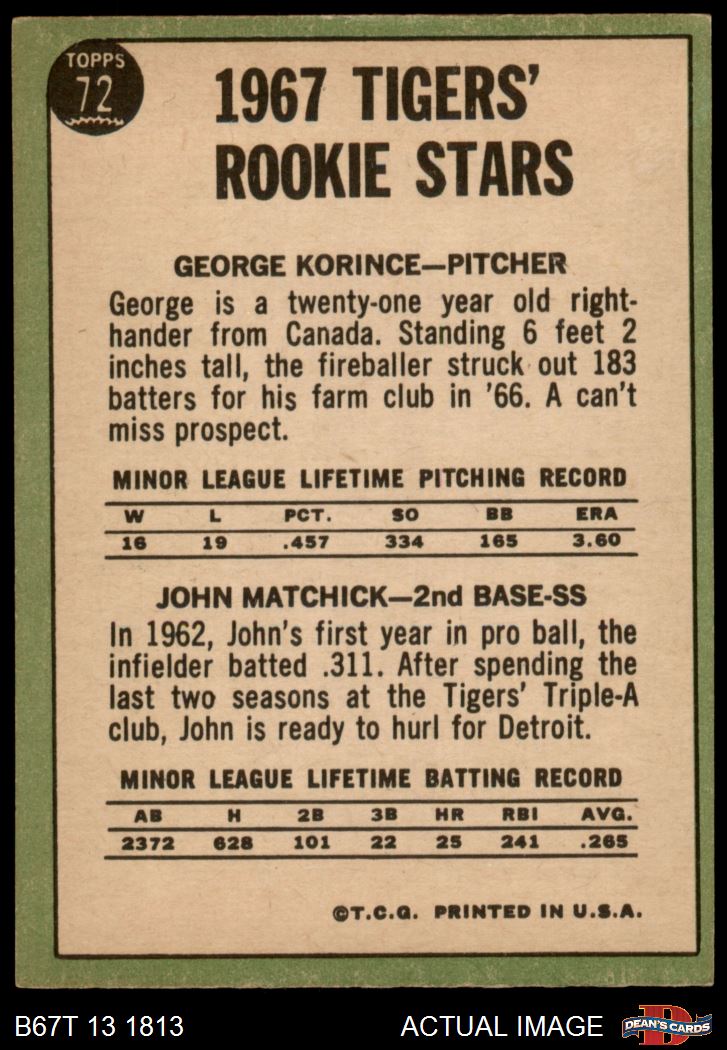 TOPPS
72
1967 TIGERS'
ROOKIE STARS
GEORGE KORINCE—PITCHER
George is a twenty-one year old right-
hander from Canada. Standing 6 feet 2
inches tall, the fireballer struck out 183
batters for his farm club in '66. A can't
miss prospect.
MINOR LEAGUE LIFETIME PITCHING RECORD
W L PCT. SO BB ERA
16 19 .457 334 165 3.60
JOHN MATCHICK—2nd BASE-SS
In 1962, John's first year in pro ball, the
infielder batted .311. After spending the
last two seasons at the Tigers' Triple-A
club, John is ready to hurl for Detroit.
MINOR LEAGUE LIFETIME BATTING RECORD
AB H 2B 3B HR RBI AVG.
2372 628 101 22 25 241 .265
©T.C.G. PRINTED IN U.S.A.
B67T 13 1813 ACTUAL IMAGE
D
DEAN'S CARDS